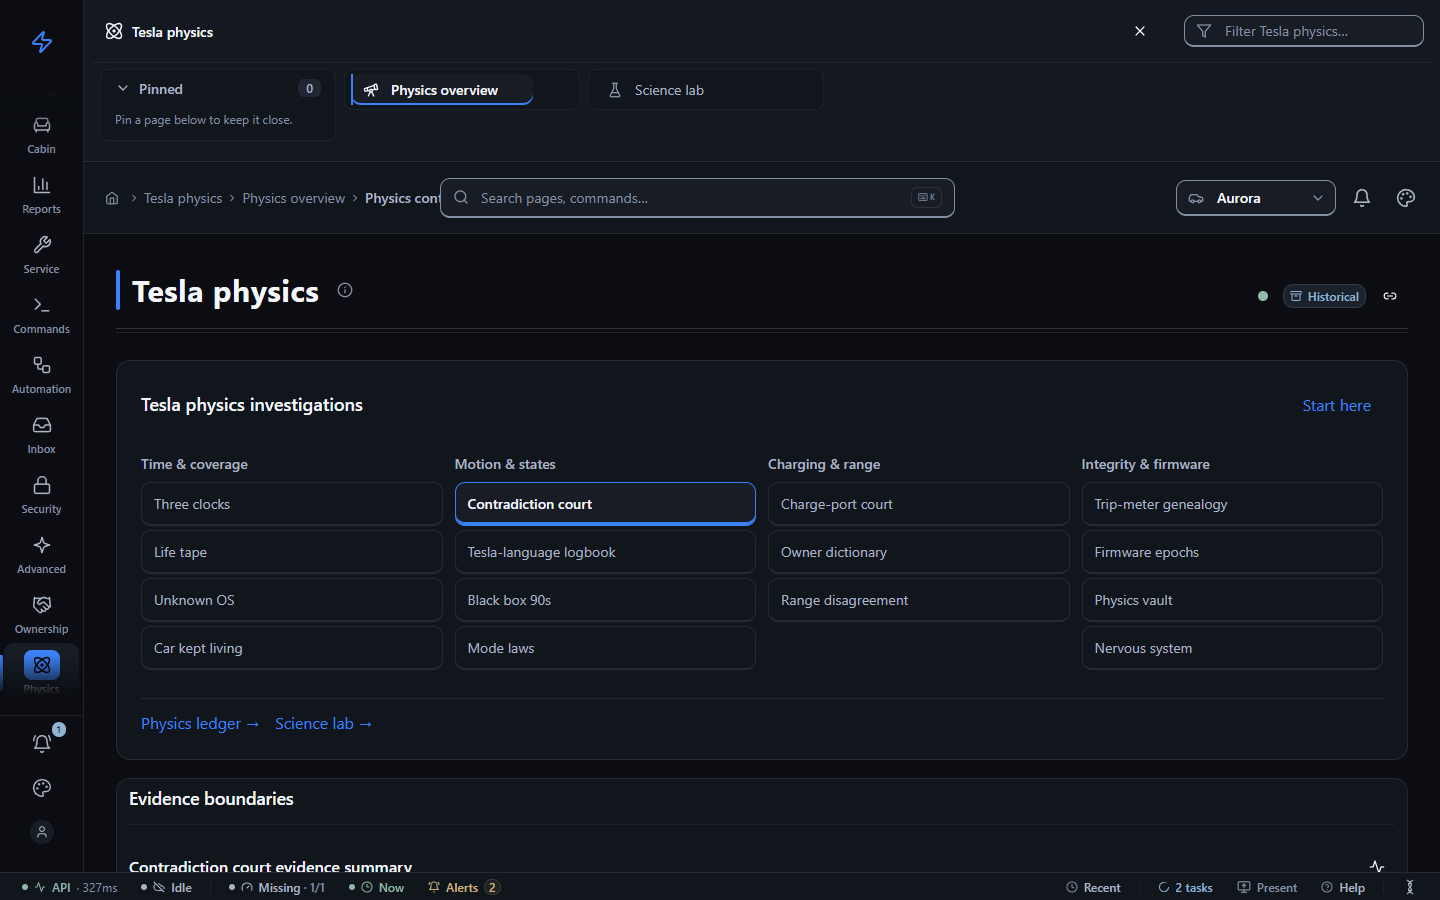 Tesla physics
Filter Tesla physics...
Pinned
0
Pin a page below to keep it close.
Physics overview
Science lab
Cabin
Reports
Service
Commands
Automation
Inbox
Security
Advanced
Ownership
Physics
1
Tesla physics
Physics overview
Physics cont
Search pages, commands...
K
Aurora
Tesla physics
Historical
Tesla physics investigations
Start here
Time & coverage
Three clocks
Life tape
Unknown OS
Car kept living
Motion & states
Contradiction court
Tesla-language logbook
Black box 90s
Mode laws
Charging & range
Charge-port court
Owner dictionary
Range disagreement
Integrity & firmware
Trip-meter genealogy
Firmware epochs
Physics vault
Nervous system
Physics ledger →
Science lab →
Evidence boundaries
Contradiction court evidence summary
API · 327ms
Idle
Missing · 1/1
Now
Alerts 2
Recent
2 tasks
Present
Help